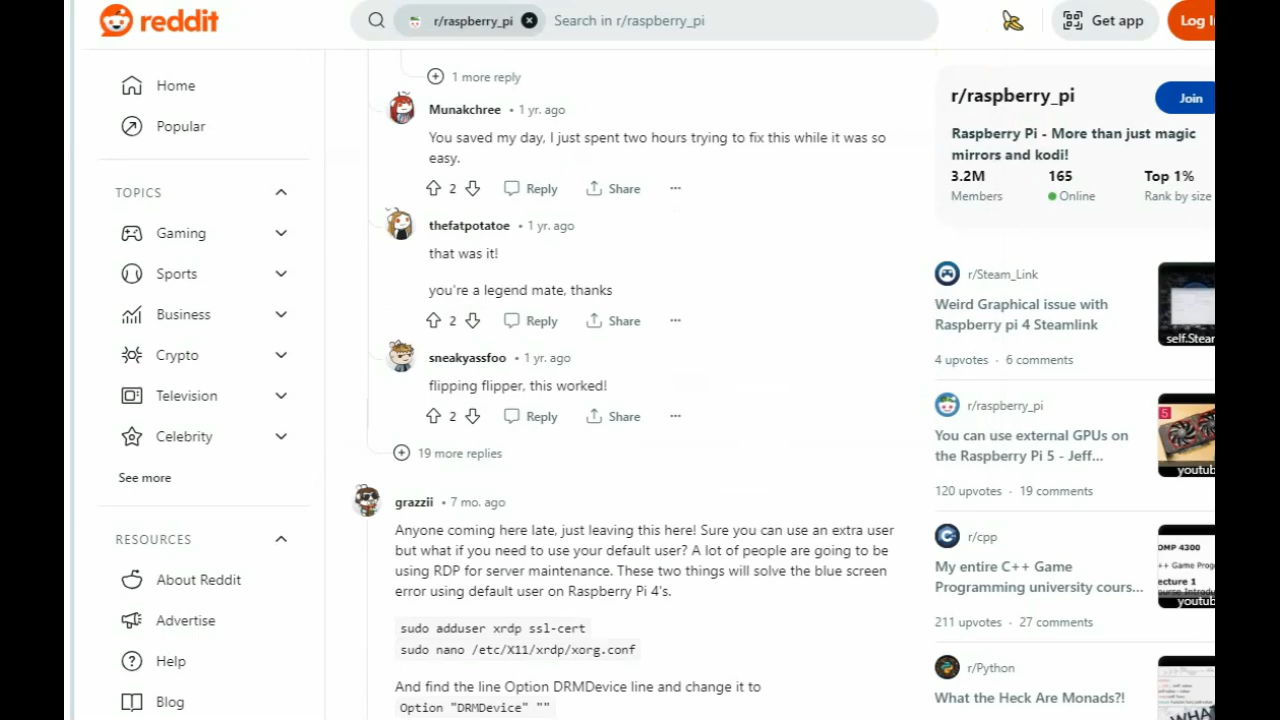 reddit
r/raspberry_pi
Search in r/raspberry_pi
Get app
Log I
Home
Popular
TOPICS
Gaming
Sports
Business
Crypto
Television
Celebrity
See more
RESOURCES
About Reddit
Advertise
Help
Blog
1 more reply
Munakchree • 1 yr. ago
You saved my day, I just spent two hours trying to fix this while it was so
easy.
2 Reply Share ···
thefatpotatoe • 1 yr. ago
that was it!
you're a legend mate, thanks
2 Reply Share ···
sneakyassfoo • 1 yr. ago
flipping flipper, this worked!
2 Reply Share ···
19 more replies
grazzii • 7 mo. ago
Anyone coming here late, just leaving this here! Sure you can use an extra user
but what if you need to use your default user? A lot of people are going to be
using RDP for server maintenance. These two things will solve the blue screen
error using default user on Raspberry Pi 4's.
sudo adduser xrdp ssl-cert
sudo nano /etc/X11/xrdp/xorg.conf
And find the line Option DRMDevice line and change it to
Option "DRMDevice" ""
r/raspberry_pi
Join
Raspberry Pi - More than just magic
mirrors and kodi!
3.2M 165 Top 1%
Members Online Rank by size
r/Steam_Link
Weird Graphical issue with
Raspberry pi 4 Steamlink
self.Stear
4 upvotes · 6 comments
r/raspberry_pi
You can use external GPUs on
the Raspberry Pi 5 - Jeff...
5
youtub
120 upvotes · 19 comments
r/cpp
My entire C++ Game
Programming university cours...
OMP 4300
++ Game Prog
ecture 1
youtub
211 upvotes · 27 comments
r/Python
What the Heck Are Monads?!